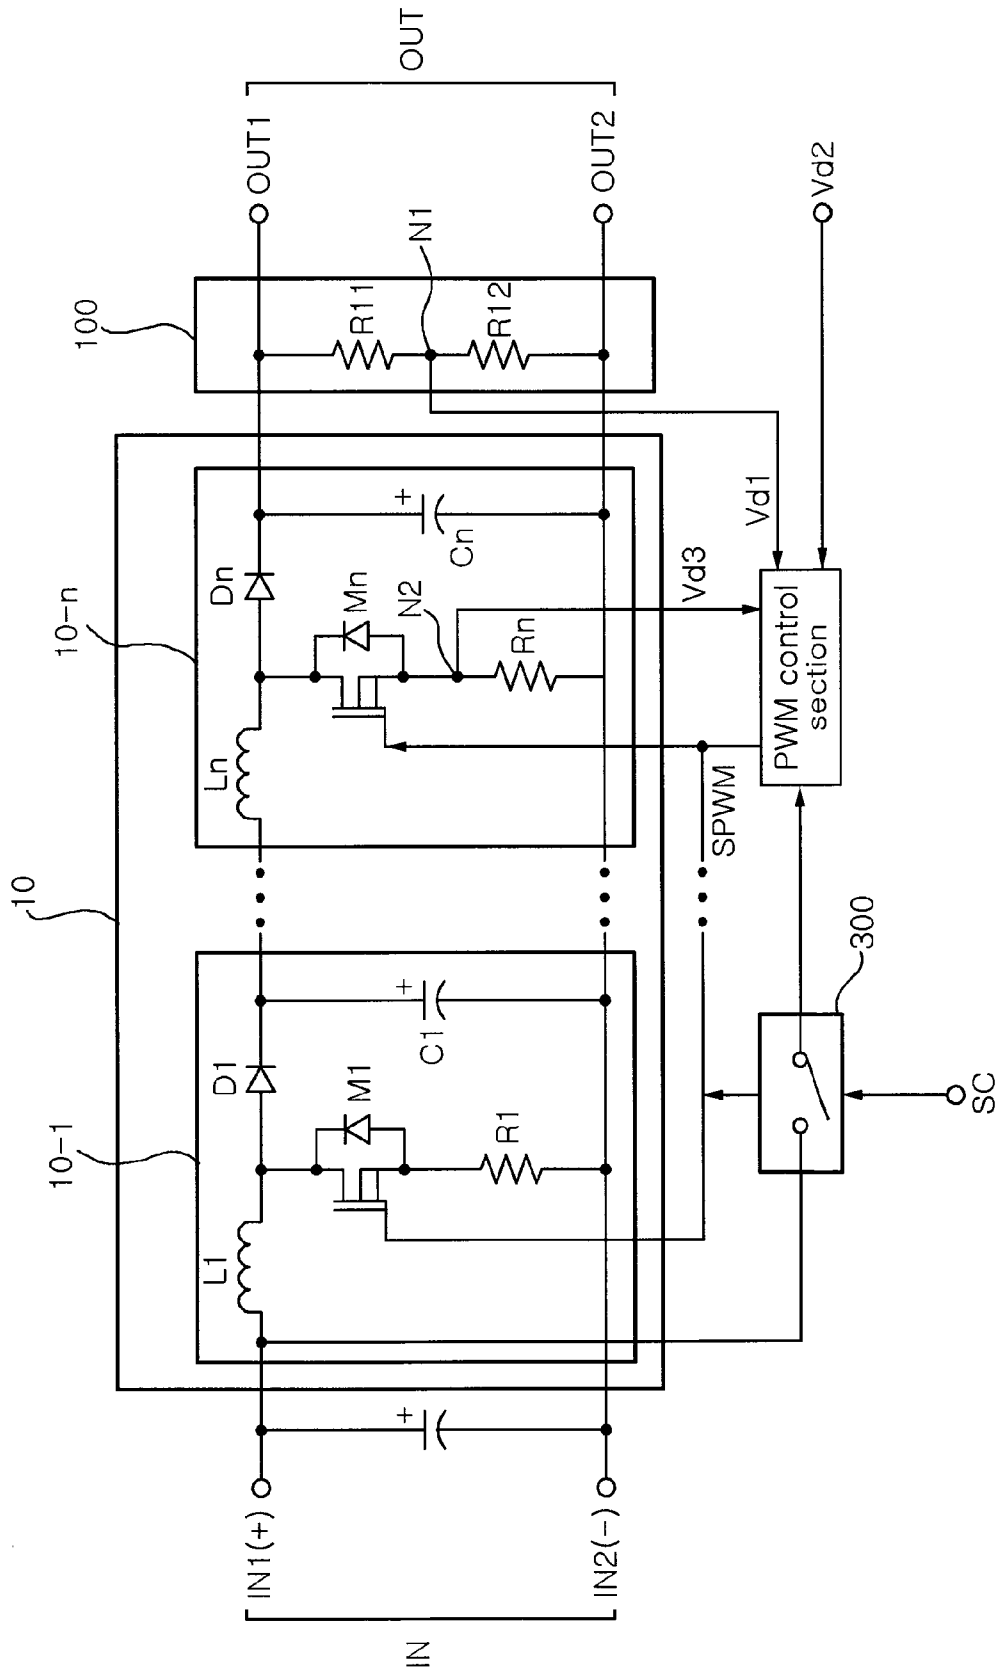 IN
IN1(+)
IN2(-)
+
10
10-1
L1
D1
M1
R1
+
C1
10-n
Ln
Dn
Mn
N2
Rn
+
Cn
100
R11
N1
R12
OUT1
OUT2
OUT
SPWM
Vd3
Vd1
Vd2
PWM control
section
300
SC